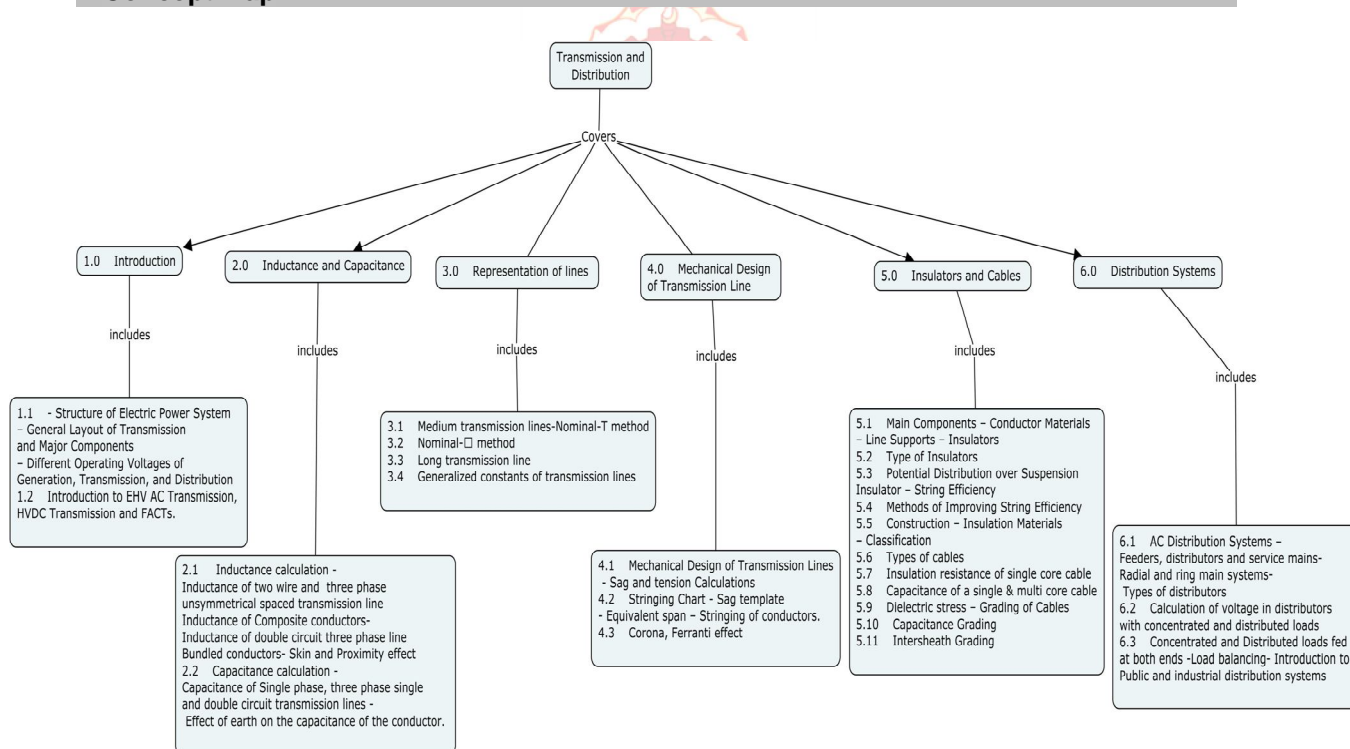 Transmission and
Distribution
Covers
1.0 Introduction
2.0 Inductance and Capacitance
3.0 Representation of lines
4.0 Mechanical Design
of Transmission Line
5.0 Insulators and Cables
6.0 Distribution Systems
includes
includes
includes
includes
includes
includes
1.1 - Structure of Electric Power System
– General Layout of Transmission
and Major Components
– Different Operating Voltages of
Generation, Transmission, and Distribution
1.2 Introduction to EHV AC Transmission,
HVDC Transmission and FACTs.
2.1 Inductance calculation -
Inductance of two wire and three phase
unsymmetrical spaced transmission line
Inductance of Composite conductors-
Inductance of double circuit three phase line
Bundled conductors- Skin and Proximity effect
2.2 Capacitance calculation -
Capacitance of Single phase, three phase single
and double circuit transmission lines -
Effect of earth on the capacitance of the conductor.
3.1 Medium transmission lines-Nominal-T method
3.2 Nominal-□ method
3.3 Long transmission line
3.4 Generalized constants of transmission lines
4.1 Mechanical Design of Transmission Lines
- Sag and tension Calculations
4.2 Stringing Chart - Sag template
- Equivalent span – Stringing of conductors.
4.3 Corona, Ferranti effect
5.1 Main Components – Conductor Materials
– Line Supports – Insulators
5.2 Type of Insulators
5.3 Potential Distribution over Suspension
Insulator – String Efficiency
5.4 Methods of Improving String Efficiency
5.5 Construction – Insulation Materials
– Classification
5.6 Types of cables
5.7 Insulation resistance of single core cable
5.8 Capacitance of a single & multi core cable
5.9 Dielectric stress – Grading of Cables
5.10 Capacitance Grading
5.11 Intersheath Grading
6.1 AC Distribution Systems –
Feeders, distributors and service mains-
Radial and ring main systems-
Types of distributors
6.2 Calculation of voltage in distributors
with concentrated and distributed loads
6.3 Concentrated and Distributed loads fed
at both ends -Load balancing- Introduction to
Public and industrial distribution systems